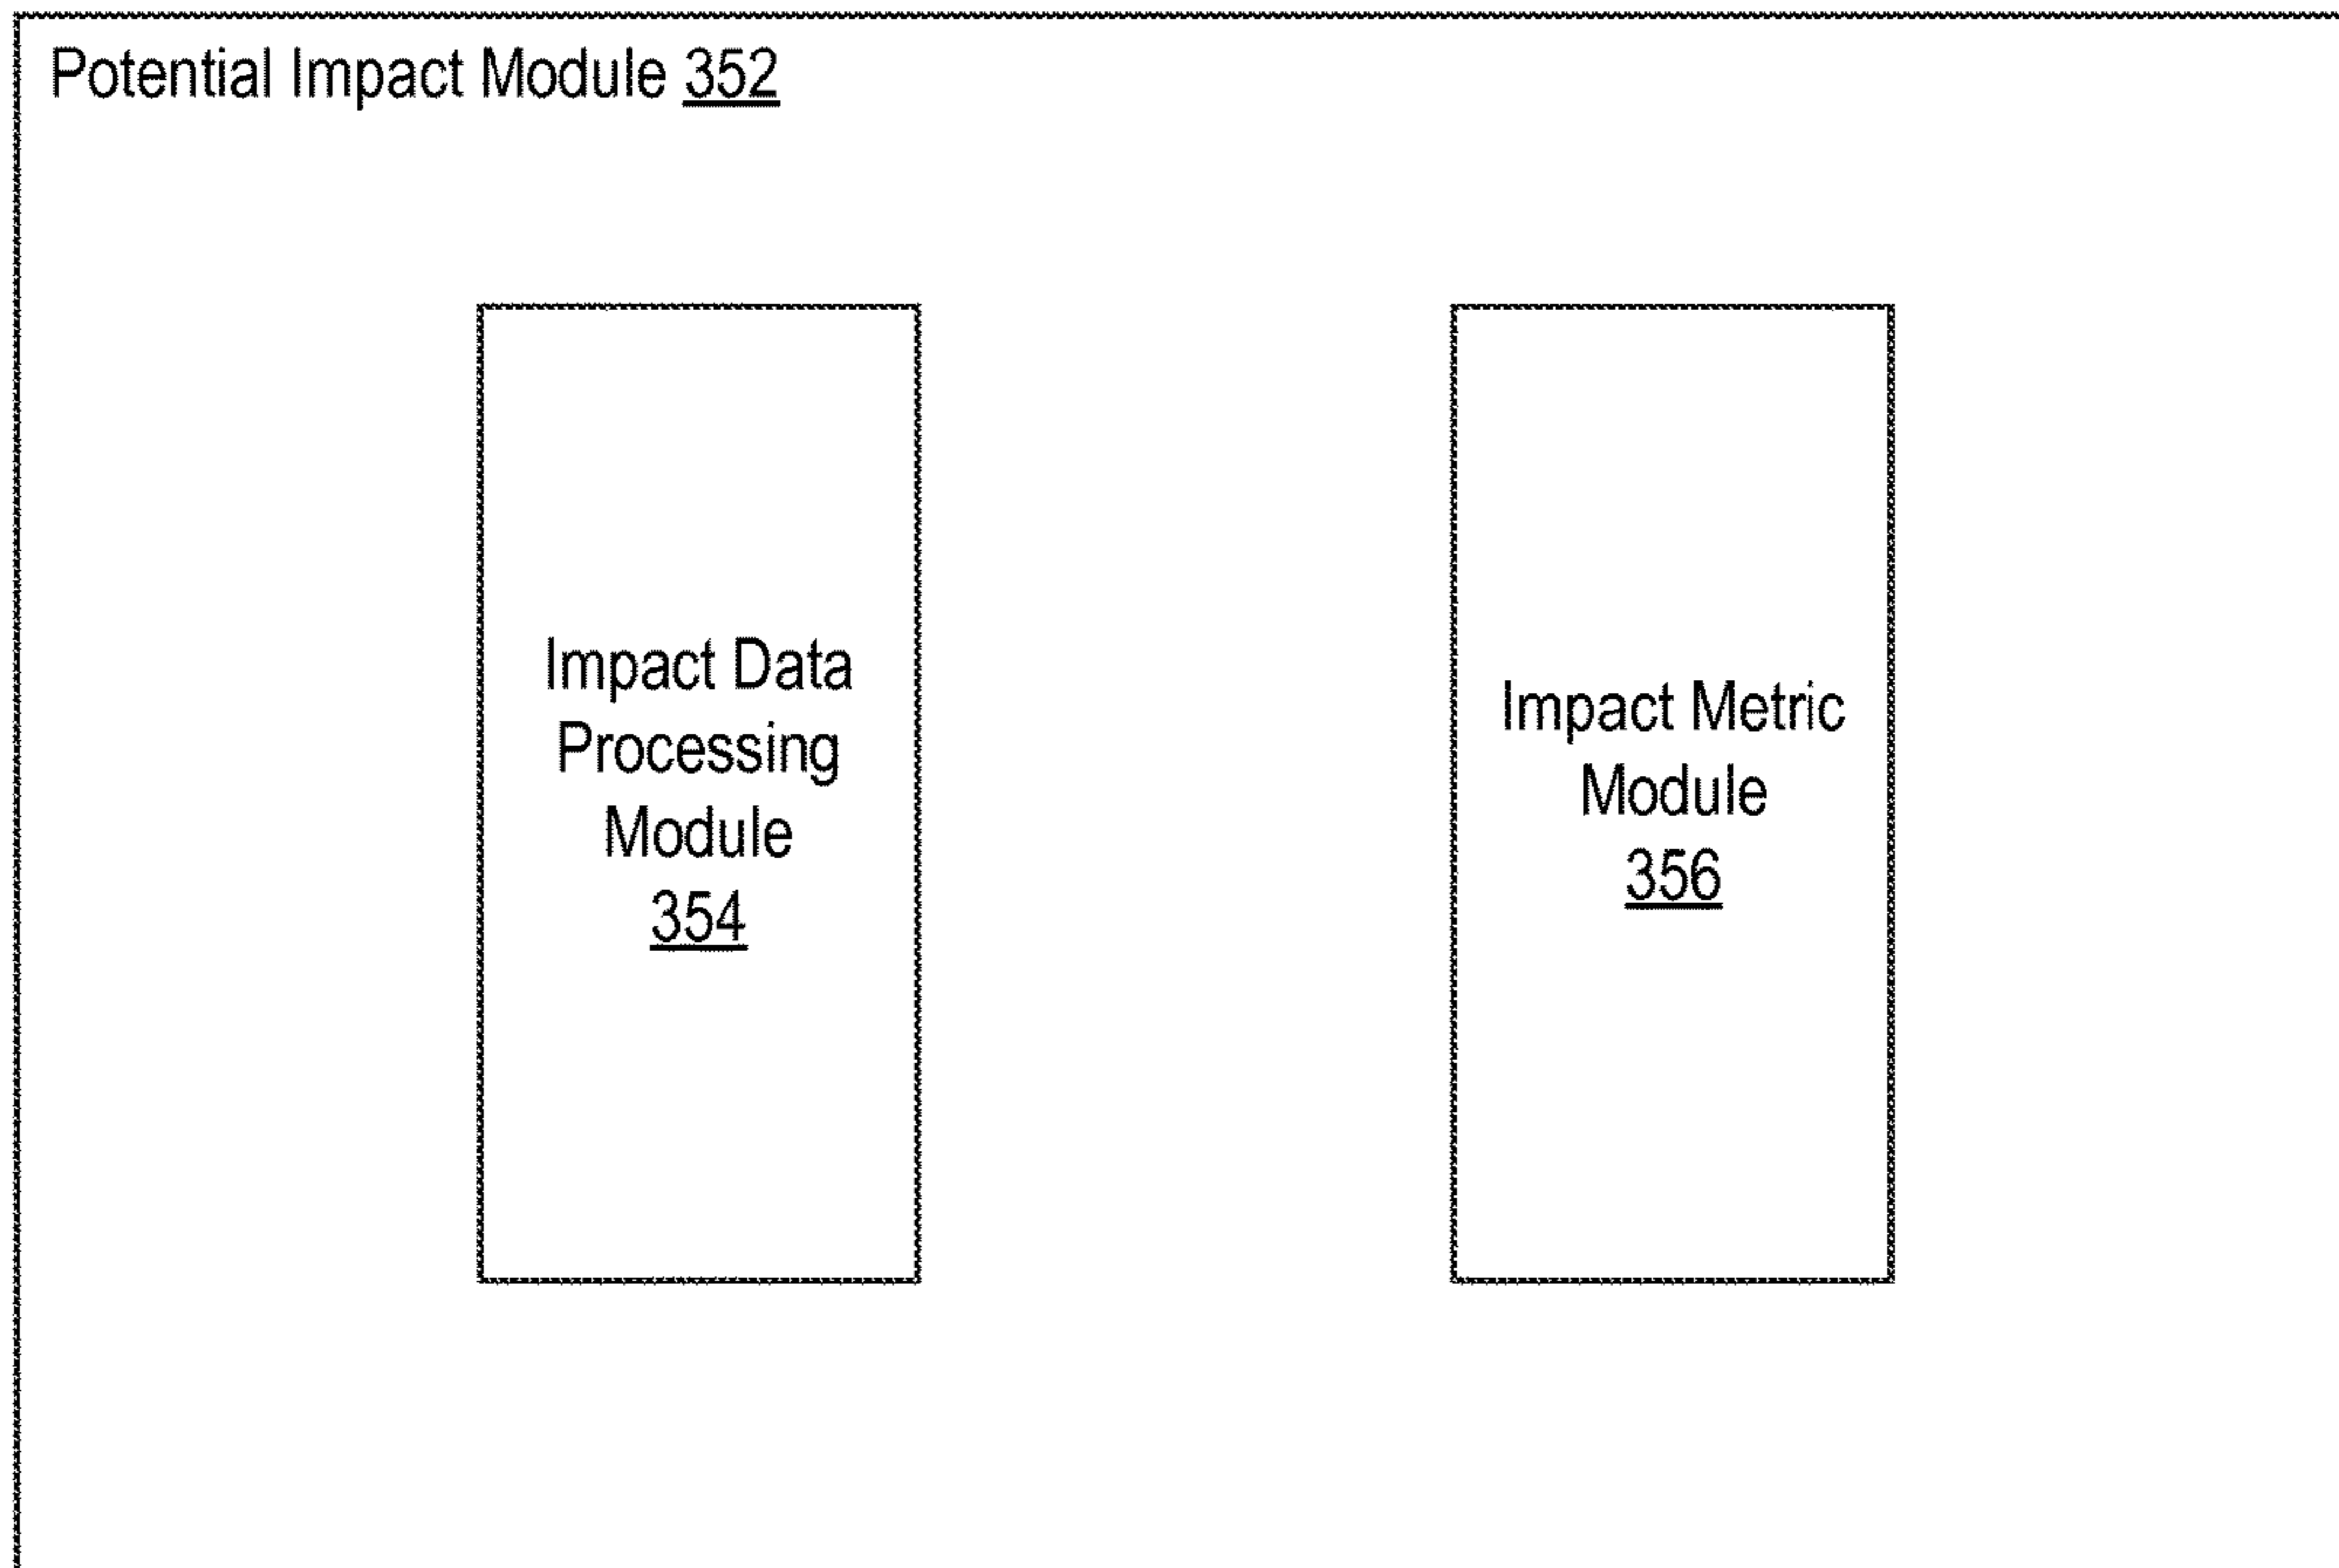 Potential Impact Module 352
Impact Data
Processing
Module
354
Impact Metric
Module
356